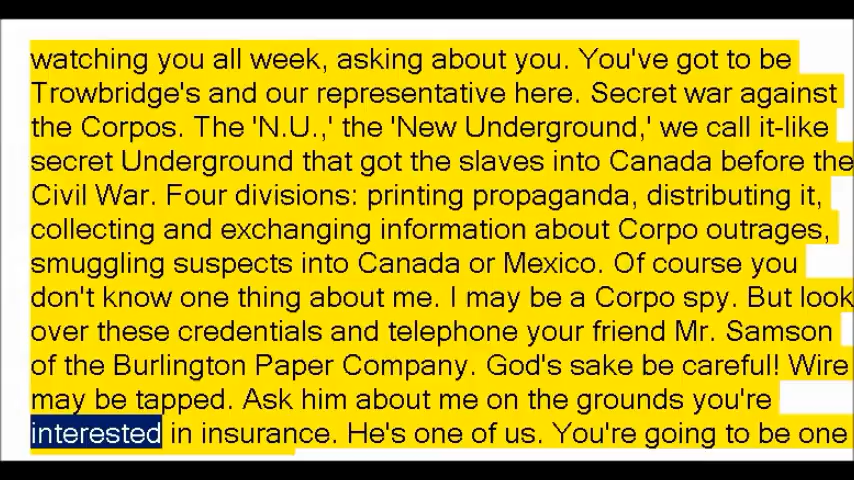 watching you all week, asking about you. You've got to be
Trowbridge's and our representative here. Secret war against
the Corpos. The 'N.U.,' the 'New Underground,' we call it-like
secret Underground that got the slaves into Canada before the
Civil War. Four divisions: printing propaganda, distributing it,
collecting and exchanging information about Corpo outrages,
smuggling suspects into Canada or Mexico. Of course you
don't know one thing about me. I may be a Corpo spy. But look
over these credentials and telephone your friend Mr. Samson
of the Burlington Paper Company. God's sake be careful! Wire
may be tapped. Ask him about me on the grounds you're
interested in insurance. He's one of us. You're going to be one